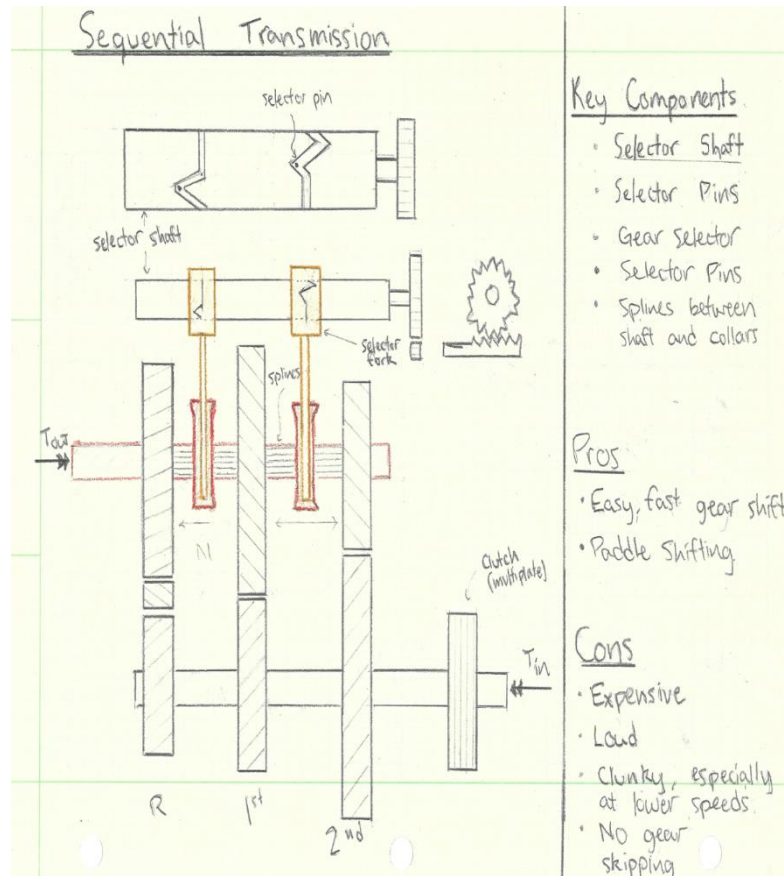 Sequential Transmission
selector pin
selector shaft
selector
fork
splines
Tout
N
Clutch
(multiplate)
Tin
R
1st
2nd
Key Components
• Selector Shaft
• Selector Pins
• Gear selector
• Selector Pins
• Splines between
shaft and collars
Pros
• Easy, fast gear shift
• Paddle Shifting
Cons
• Expensive
• Loud
• Clunky, especially
at lower speeds.
• No gear
skipping